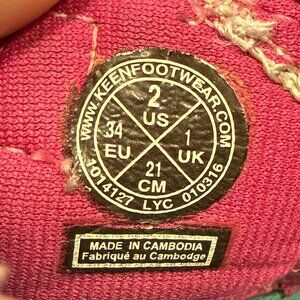 WWW.KEENFOOTWEAR.COM
2
US
34
EU
1
UK
21
CM
1014127 LYC 010316
MADE IN CAMBODIA
Fabriqué au Cambodge